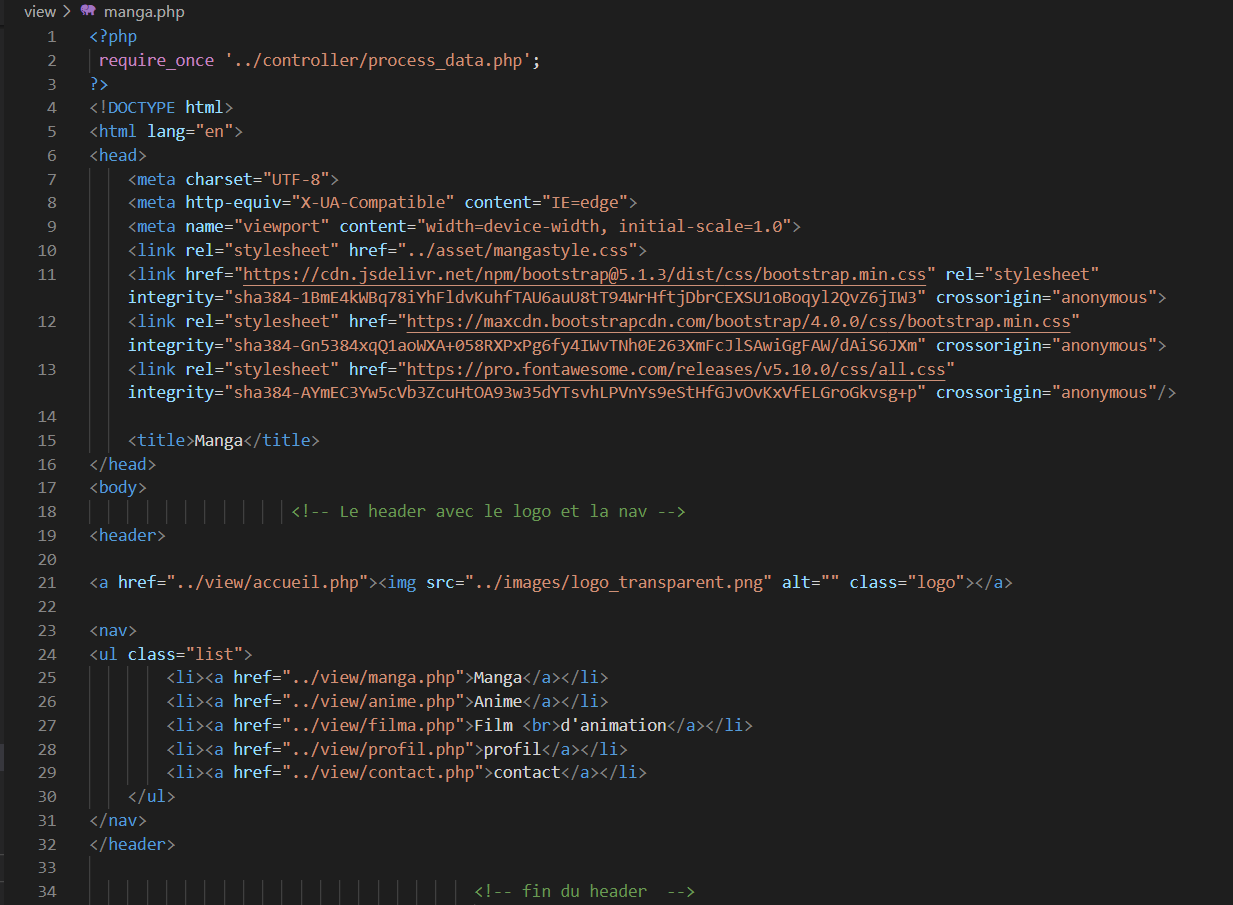 view > manga.php
1 <?php
2 require_once '../controller/process_data.php';
3 ?>
4 <!DOCTYPE html>
5 <html lang="en">
6 <head>
7 <meta charset="UTF-8">
8 <meta http-equiv="X-UA-Compatible" content="IE=edge">
9 <meta name="viewport" content="width=device-width, initial-scale=1.0">
10 <link rel="stylesheet" href="../asset/mangastyle.css">
11 <link href="https://cdn.jsdelivr.net/npm/bootstrap@5.1.3/dist/css/bootstrap.min.css" rel="stylesheet"
integrity="sha384-1BmE4kWBq78iYhFldvKuhfTAU6auU8tT94WrHftjDbrCEXSU1oBoqyl2QvZ6jIW3" crossorigin="anonymous">
12 <link rel="stylesheet" href="https://maxcdn.bootstrapcdn.com/bootstrap/4.0.0/css/bootstrap.min.css"
integrity="sha384-Gn5384xqQ1aoWXA+058RXPxPg6fy4IWvTNh0E263XmFcJlSAwiGgFAW/dAiS6JXm" crossorigin="anonymous">
13 <link rel="stylesheet" href="https://pro.fontawesome.com/releases/v5.10.0/css/all.css"
integrity="sha384-AYmEC3Yw5cVb3ZcuHtOA93w35dYTsvhLPVnYs9eStHfGJvOvKxVfELGroGkvsg+p" crossorigin="anonymous"/>
14
15 <title>Manga</title>
16 </head>
17 <body>
18 <!-- Le header avec le logo et la nav -->
19 <header>
20
21 <a href="../view/accueil.php"><img src="../images/logo_transparent.png" alt="" class="logo"></a>
22
23 <nav>
24 <ul class="list">
25 <li><a href="../view/manga.php">Manga</a></li>
26 <li><a href="../view/anime.php">Anime</a></li>
27 <li><a href="../view/filma.php">Film <br>d'animation</a></li>
28 <li><a href="../view/profil.php">profil</a></li>
29 <li><a href="../view/contact.php">contact</a></li>
30 </ul>
31 </nav>
32 </header>
33
34 <!-- fin du header  -->